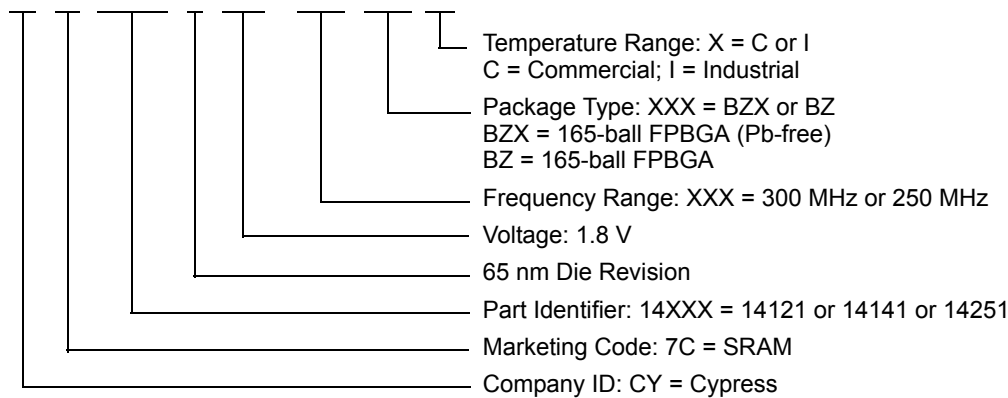 Temperature Range: X = C or I
C = Commercial; I = Industrial
Package Type: XXX = BZX or BZ
BZX = 165-ball FPBGA (Pb-free)
BZ = 165-ball FPBGA
Frequency Range: XXX = 300 MHz or 250 MHz
Voltage: 1.8 V
65 nm Die Revision
Part Identifier: 14XXX = 14121 or 14141 or 14251
Marketing Code: 7C = SRAM
Company ID: CY = Cypress